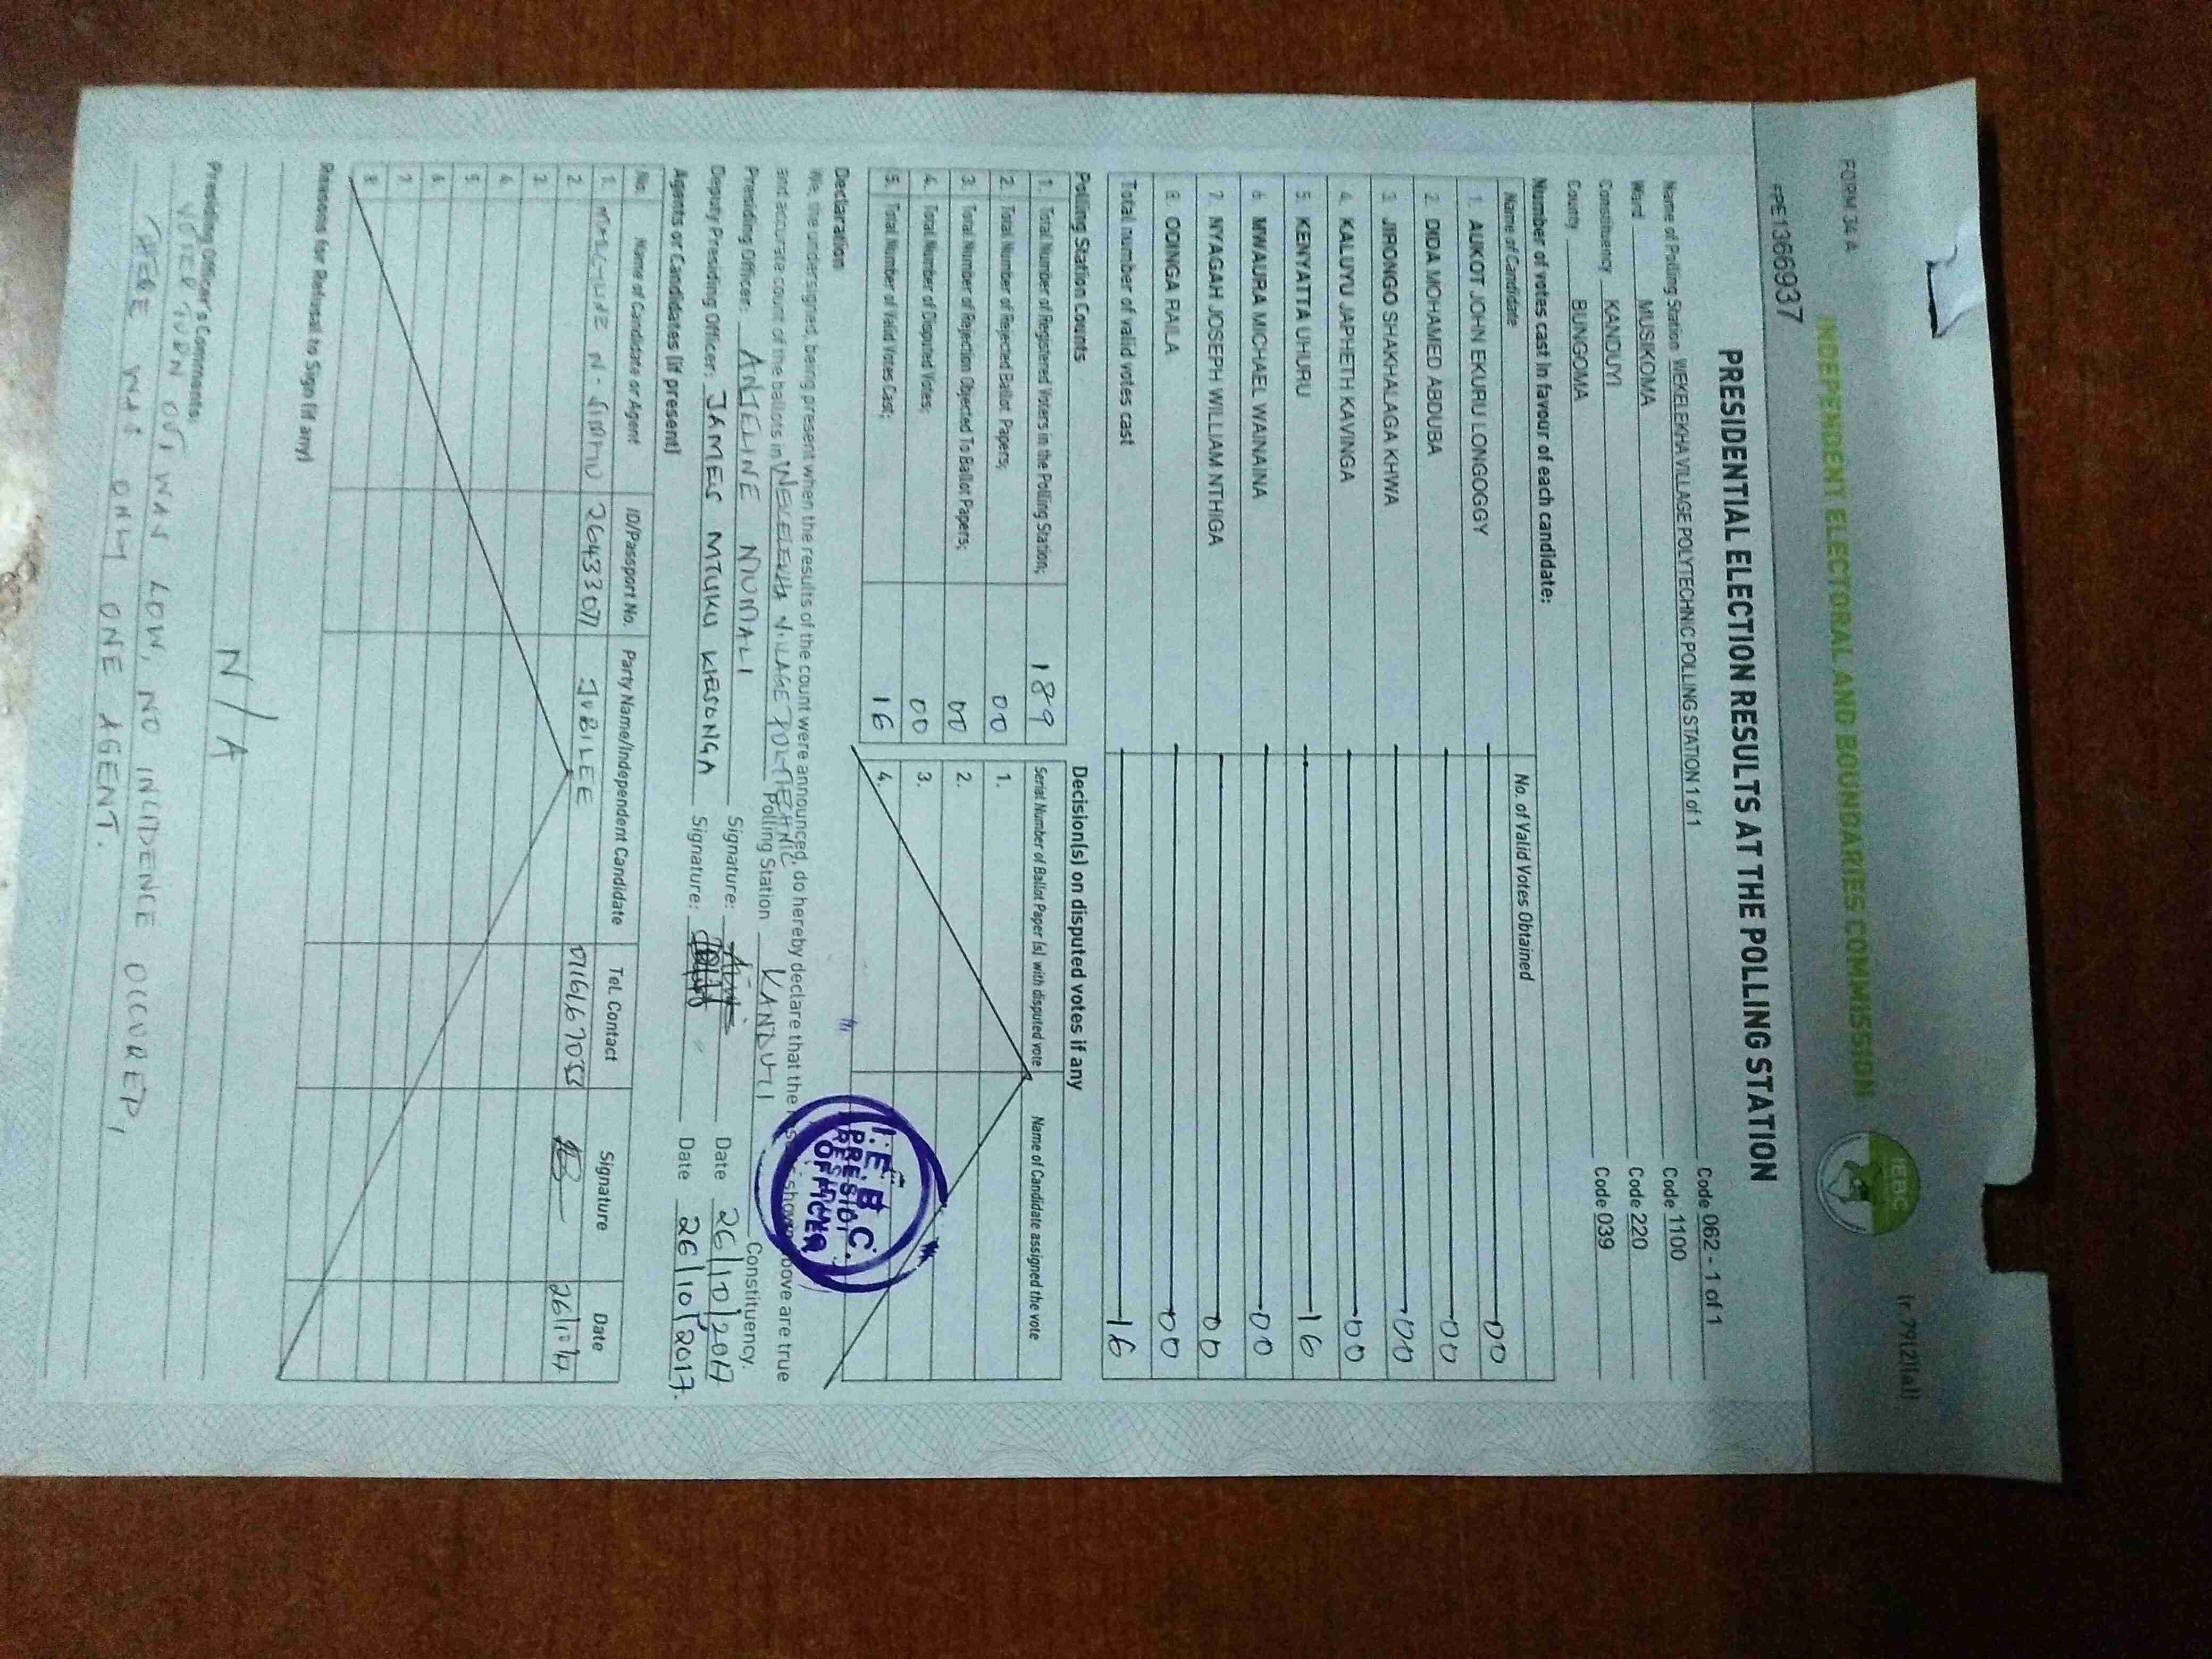 FORM 34 A
(r.79(2)(a))
INDEPENDENT ELECTORAL AND BOUNDARIES COMMISSION
IEBC
PE1366937
PRESIDENTIAL ELECTION RESULTS AT THE POLLING STATION
Name of Polling Station WEKELEKHA VILLAGE POLYTECHNIC POLLING STATION 1 of 1 Code 062 - 1 of 1
Ward MUSIKOMA Code 1100
Constituency KANDUYI Code 220
County BUNGOMA Code 039
Number of votes cast in favour of each candidate:
Name of Candidate No. of Valid Votes Obtained
1. AUKOT JOHN EKURU LONGOGGY 00
2. DIDA MOHAMED ABDUBA 00
3. JIRONGO SHAKHALAGA KHWA 00
4. KALUYU JAPHETH KAVINGA 00
5. KENYATTA UHURU 16
6. MWAURA MICHAEL WAINAINA 00
7. NYAGAH JOSEPH WILLIAM NTHIGA 00
8. ODINGA RAILA 00
Total number of valid votes cast 16
Polling Station Counts
1. Total Number of Registered Voters in the Polling Station; 189
2. Total Number of Rejected Ballot Papers; 00
3. Total Number of Rejection Objected To Ballot Papers; 00
4. Total Number of Disputed Votes; 00
5. Total Number of Valid Votes Cast; 16
Decision(s) on disputed votes if any
Serial Number of Ballot Paper (s) with disputed vote Name of Candidate assigned the vote
1.
2.
3.
4.
Declaration
We, the undersigned, being present when the results of the count were announced, do hereby declare that the shown above are true
and accurate count of the ballots in WEKELEKHA VILLAGE POLYTECHNIC Polling Station KANDUYI Constituency.
Presiding Officer: Signature: Date 26/10/2017
Deputy Presiding Officer: JAMES MTUKU Signature: Date 26/10/2017.
I.E.B.C.
PRESIDING
OFFICER
Agents or Candidates (if present)
No. Name of Candidate or Agent ID/Passport No. Party Name/Independent Candidate Tel. Contact Signature Date
1. JUBILEE 26/10/17
2.
3.
4.
5.
6.
7.
8.
Reasons for Refusal to Sign (if any)
N/A
Presiding Officer's Comments:
VOTER TURN OUT WAS LOW, NO INCIDENCE OCCURED,
THERE WAS ONLY ONE AGENT.